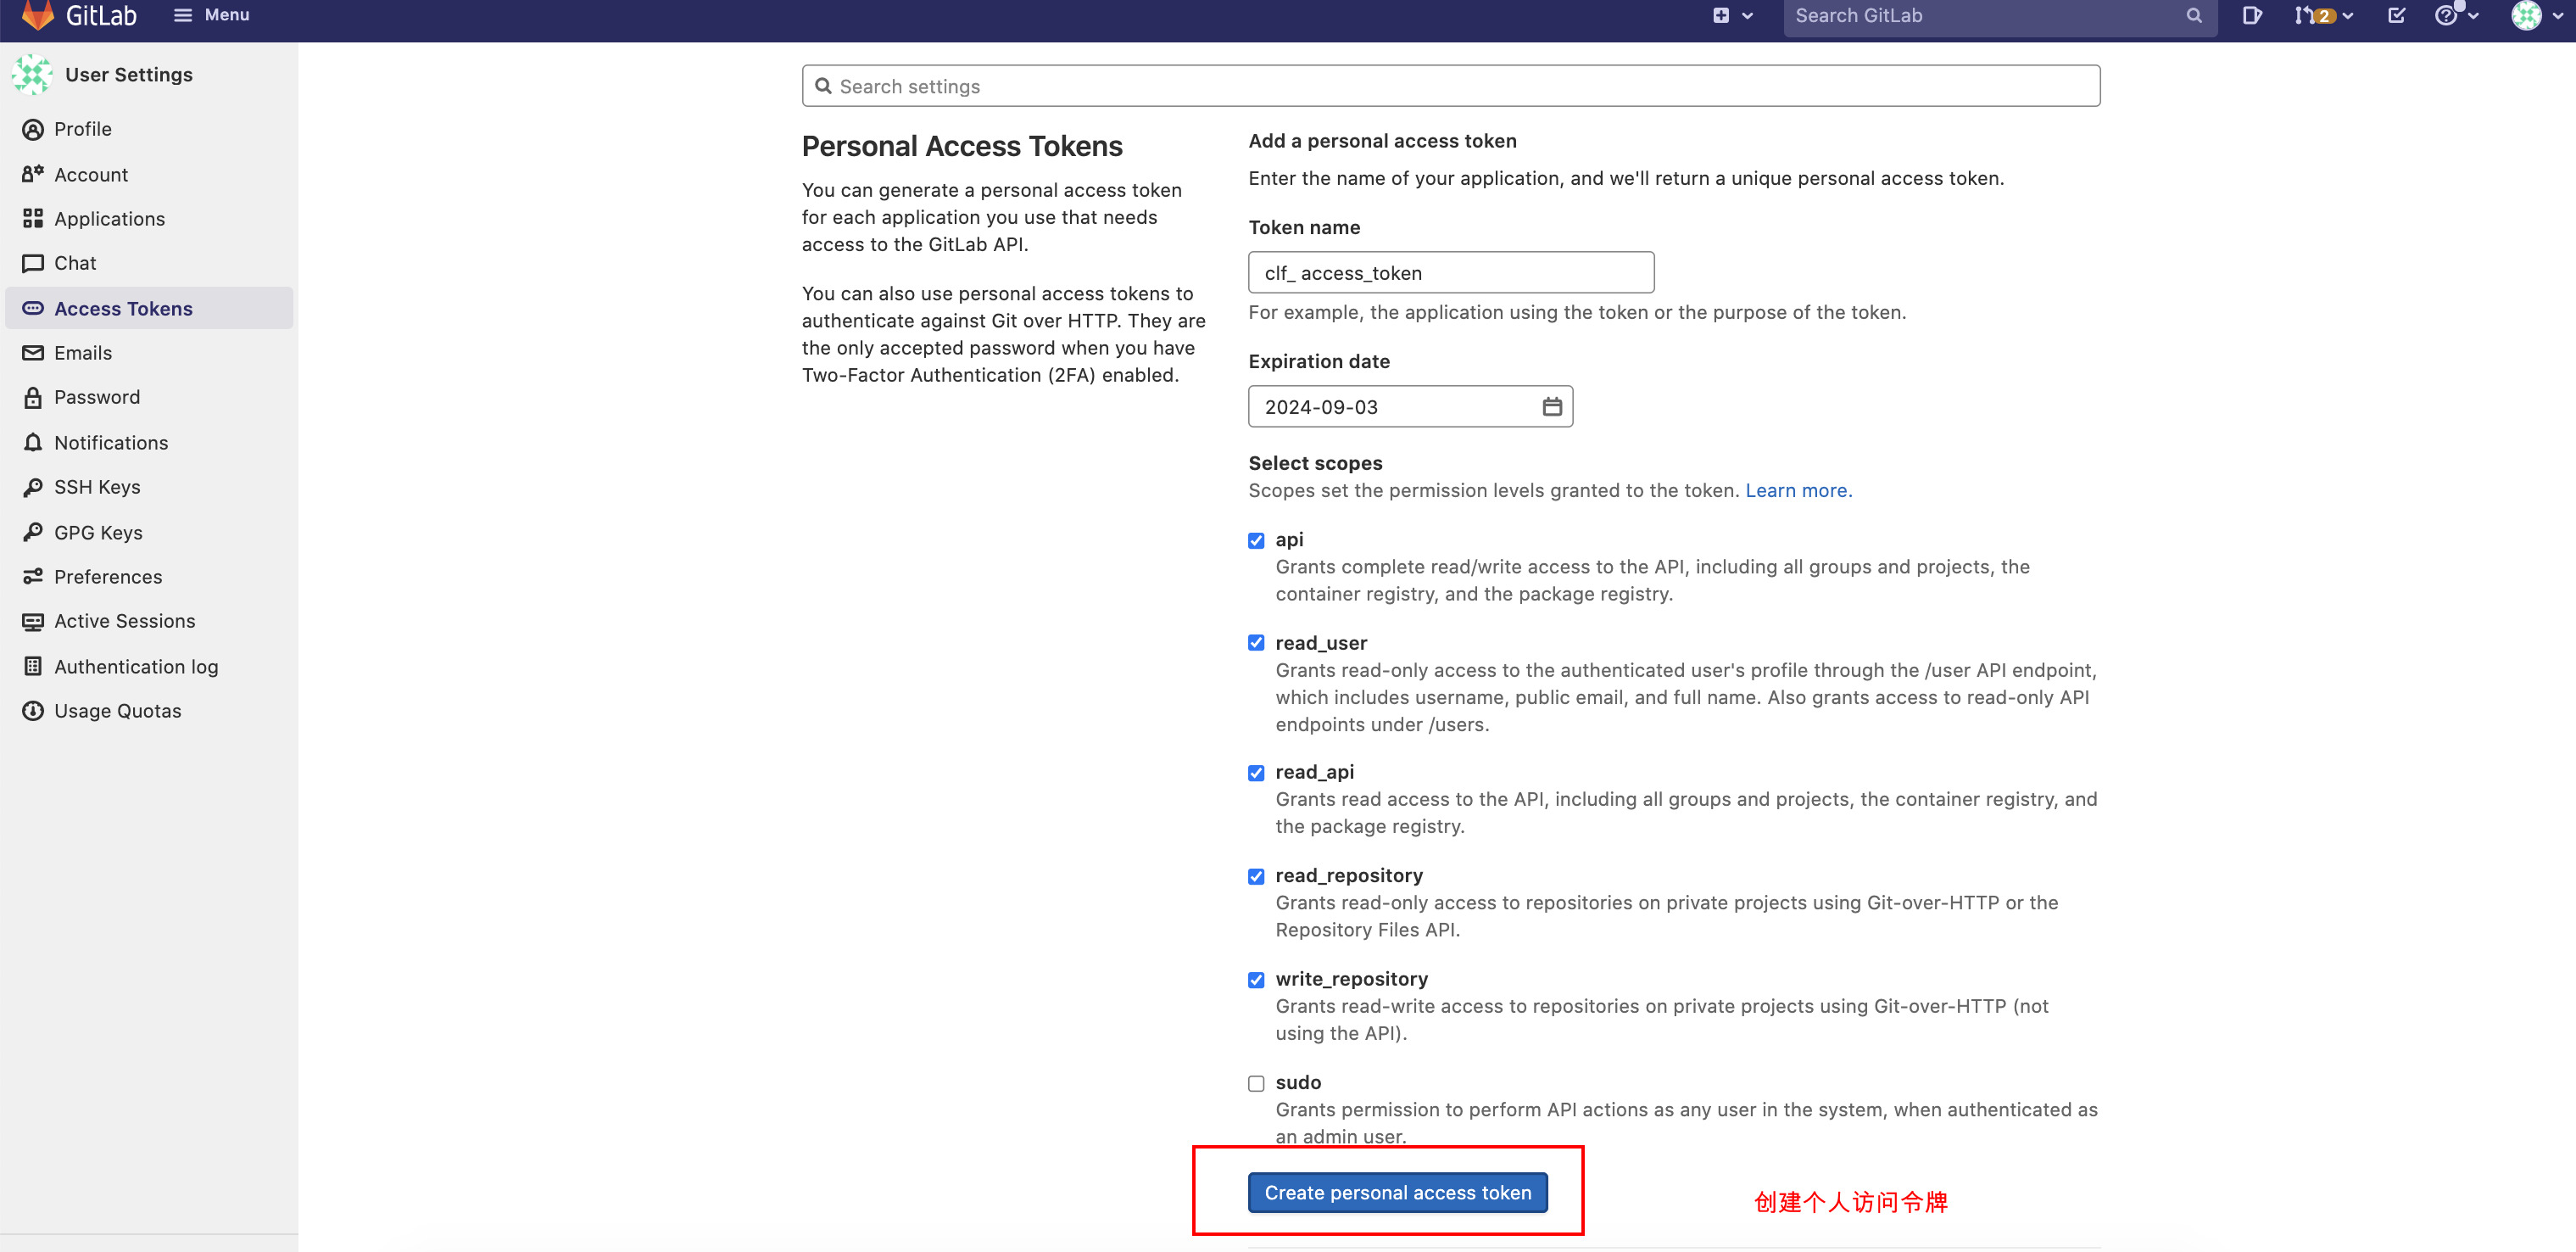 GitLab
Menu
Search GitLab
2
User Settings
Profile
Account
Applications
Chat
Access Tokens
Emails
Password
Notifications
SSH Keys
GPG Keys
Preferences
Active Sessions
Authentication log
Usage Quotas
Search settings
Personal Access Tokens
You can generate a personal access token
for each application you use that needs
access to the GitLab API.
You can also use personal access tokens to
authenticate against Git over HTTP. They are
the only accepted password when you have
Two-Factor Authentication (2FA) enabled.
Add a personal access token
Enter the name of your application, and we'll return a unique personal access token.
Token name
clf_ access_token
For example, the application using the token or the purpose of the token.
Expiration date
2024-09-03
Select scopes
Scopes set the permission levels granted to the token. Learn more.
api
Grants complete read/write access to the API, including all groups and projects, the
container registry, and the package registry.
read_user
Grants read-only access to the authenticated user's profile through the /user API endpoint,
which includes username, public email, and full name. Also grants access to read-only API
endpoints under /users.
read_api
Grants read access to the API, including all groups and projects, the container registry, and
the package registry.
read_repository
Grants read-only access to repositories on private projects using Git-over-HTTP or the
Repository Files API.
write_repository
Grants read-write access to repositories on private projects using Git-over-HTTP (not
using the API).
sudo
Grants permission to perform API actions as any user in the system, when authenticated as
an admin user.
Create personal access token
创建个人访问令牌